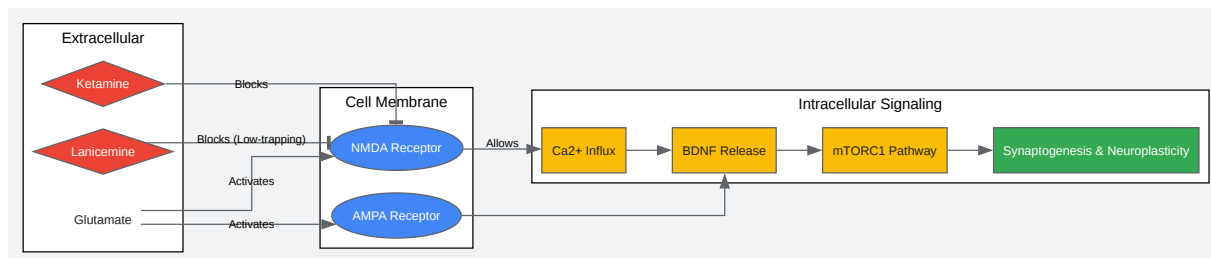 Extracellular
Ketamine
Blocks
Cell Membrane
Intracellular Signaling
Lanicemine
Blocks (Low-trapping)
NMDA Receptor
Allows
Ca2+ Influx
BDNF Release
mTORC1 Pathway
Synaptogenesis & Neuroplasticity
Activates
Glutamate
Activates
AMPA Receptor